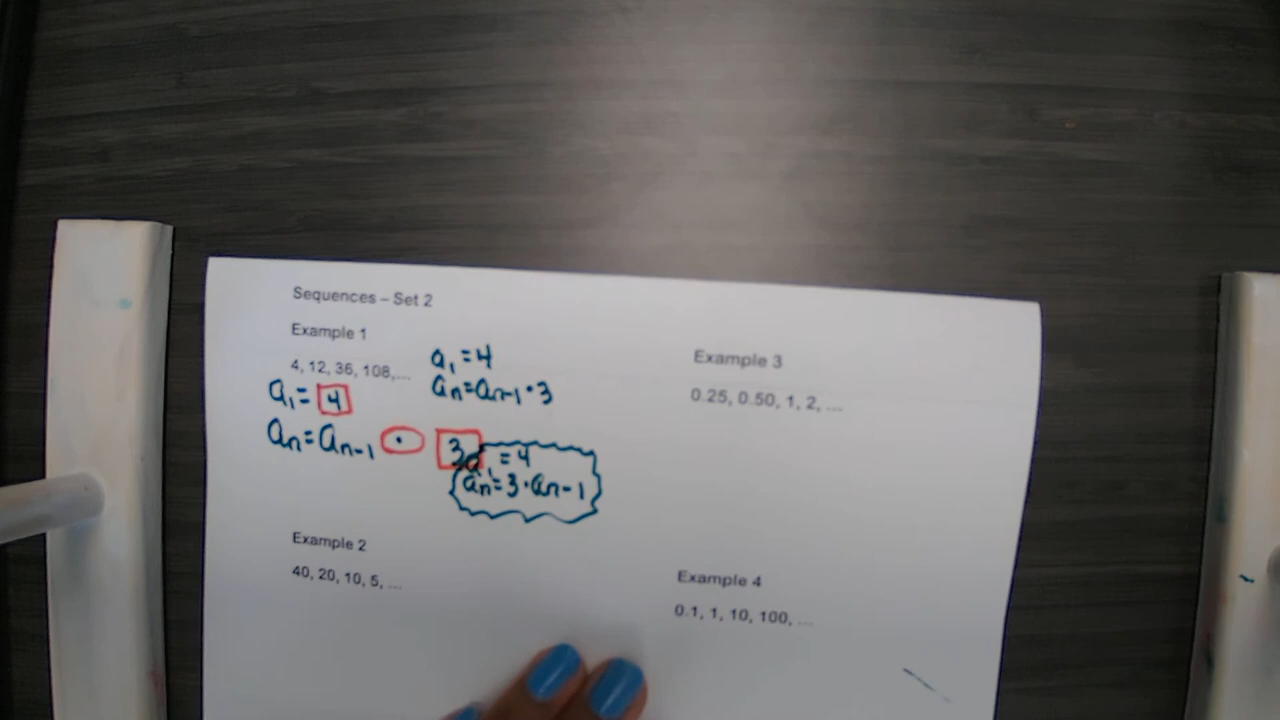 Sequences – Set 2
Example 1
4, 12, 36, 108,...
a₁ = 4
aₙ = aₙ₋₁ · 3
a₁ = 4
aₙ = aₙ₋₁ · 3
a₁ = 4
aₙ = 3 · aₙ₋₁
Example 2
40, 20, 10, 5, ...
Example 3
0.25, 0.50, 1, 2, ...
Example 4
0.1, 1, 10, 100, ...